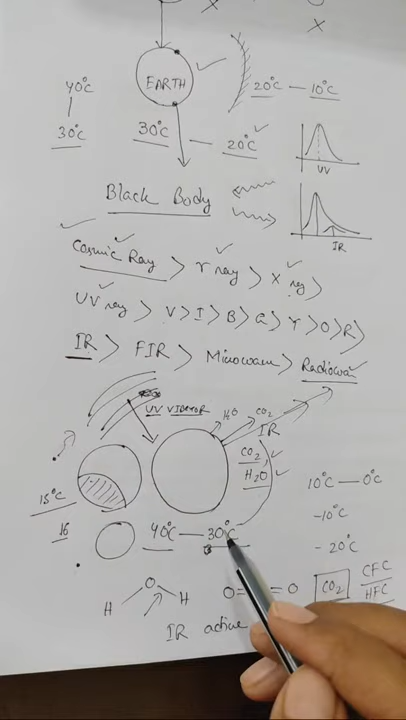 EARTH
20°C — 10°C
40°C
30°C
30°C — 20°C
UV
Black Body
IR
Cosmic Ray > γ ray > X ray >
UV ray > V > I > B > G > Y > O > R >
IR > FIR > Microwave > Radiowave
UV VIBGYOR
H2O
CO2
IR
CO2,
H2O
15°C
16
10°C — 0°C
-10°C
40°C — 30°C
- 20°C
O
H H
O= =O
CO2
CFC
HFC
IR active